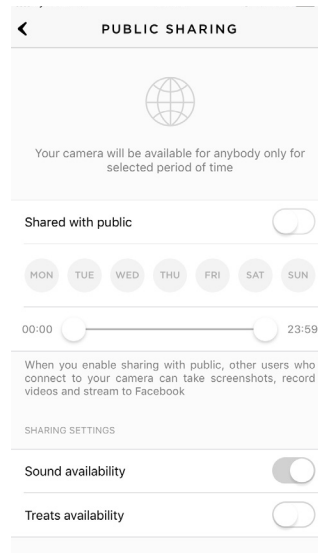 PUBLIC SHARING
Your camera will be available for anybody only for
selected period of time
Shared with public
MON TUE WED THU FRI SAT SUN
00:00 23:59
When you enable sharing with public, other users who
connect to your camera can take screenshots, record
videos and stream to Facebook
SHARING SETTINGS
Sound availability
Treats availability